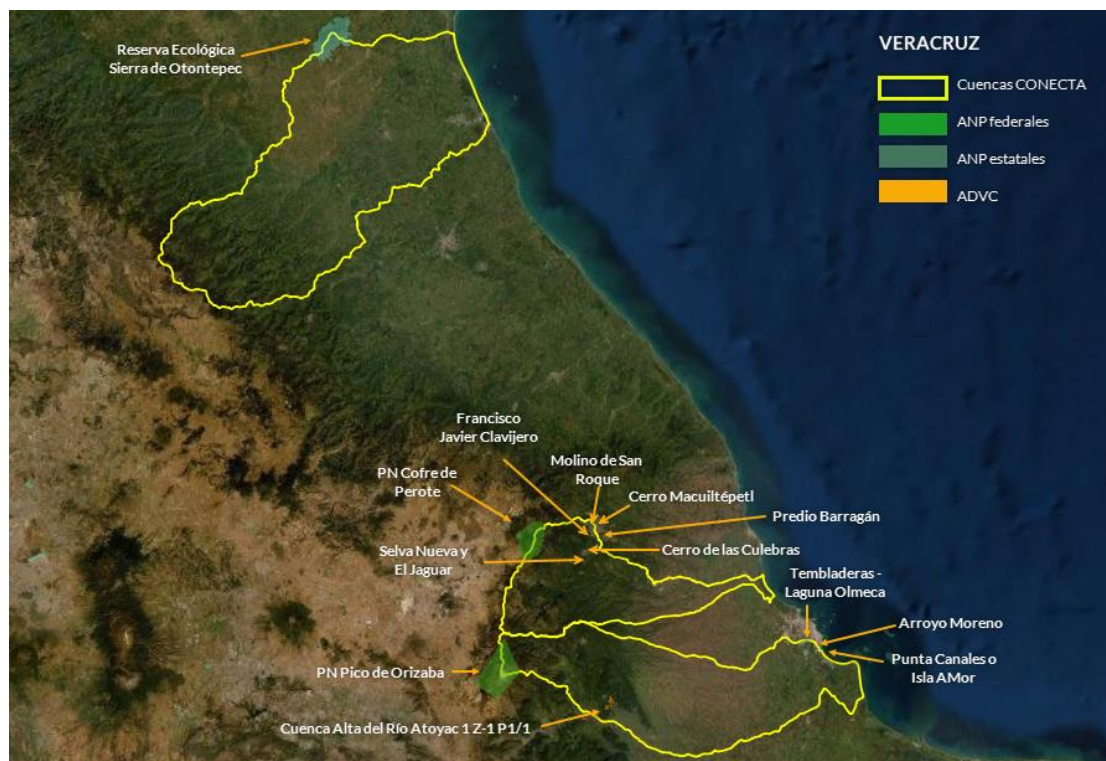 VERACRUZ
Cuencas CONECTA
ANP federales
ANP estatales
ADVC
Reserva Ecológica
Sierra de Otontepec
Francisco
Javier Clavijero
Molino de San
Roque
PN Cofre de
Perote
Cerro Macuiltépetl
Predio Barragán
Selva Nueva y
El Jaguar
Cerro de las Culebras
Tembladeras -
Laguna Olmeca
Arroyo Moreno
Punta Canales o
Isla AMor
PN Pico de Orizaba
Cuenca Alta del Río Atoyac 1 Z-1 P1/1